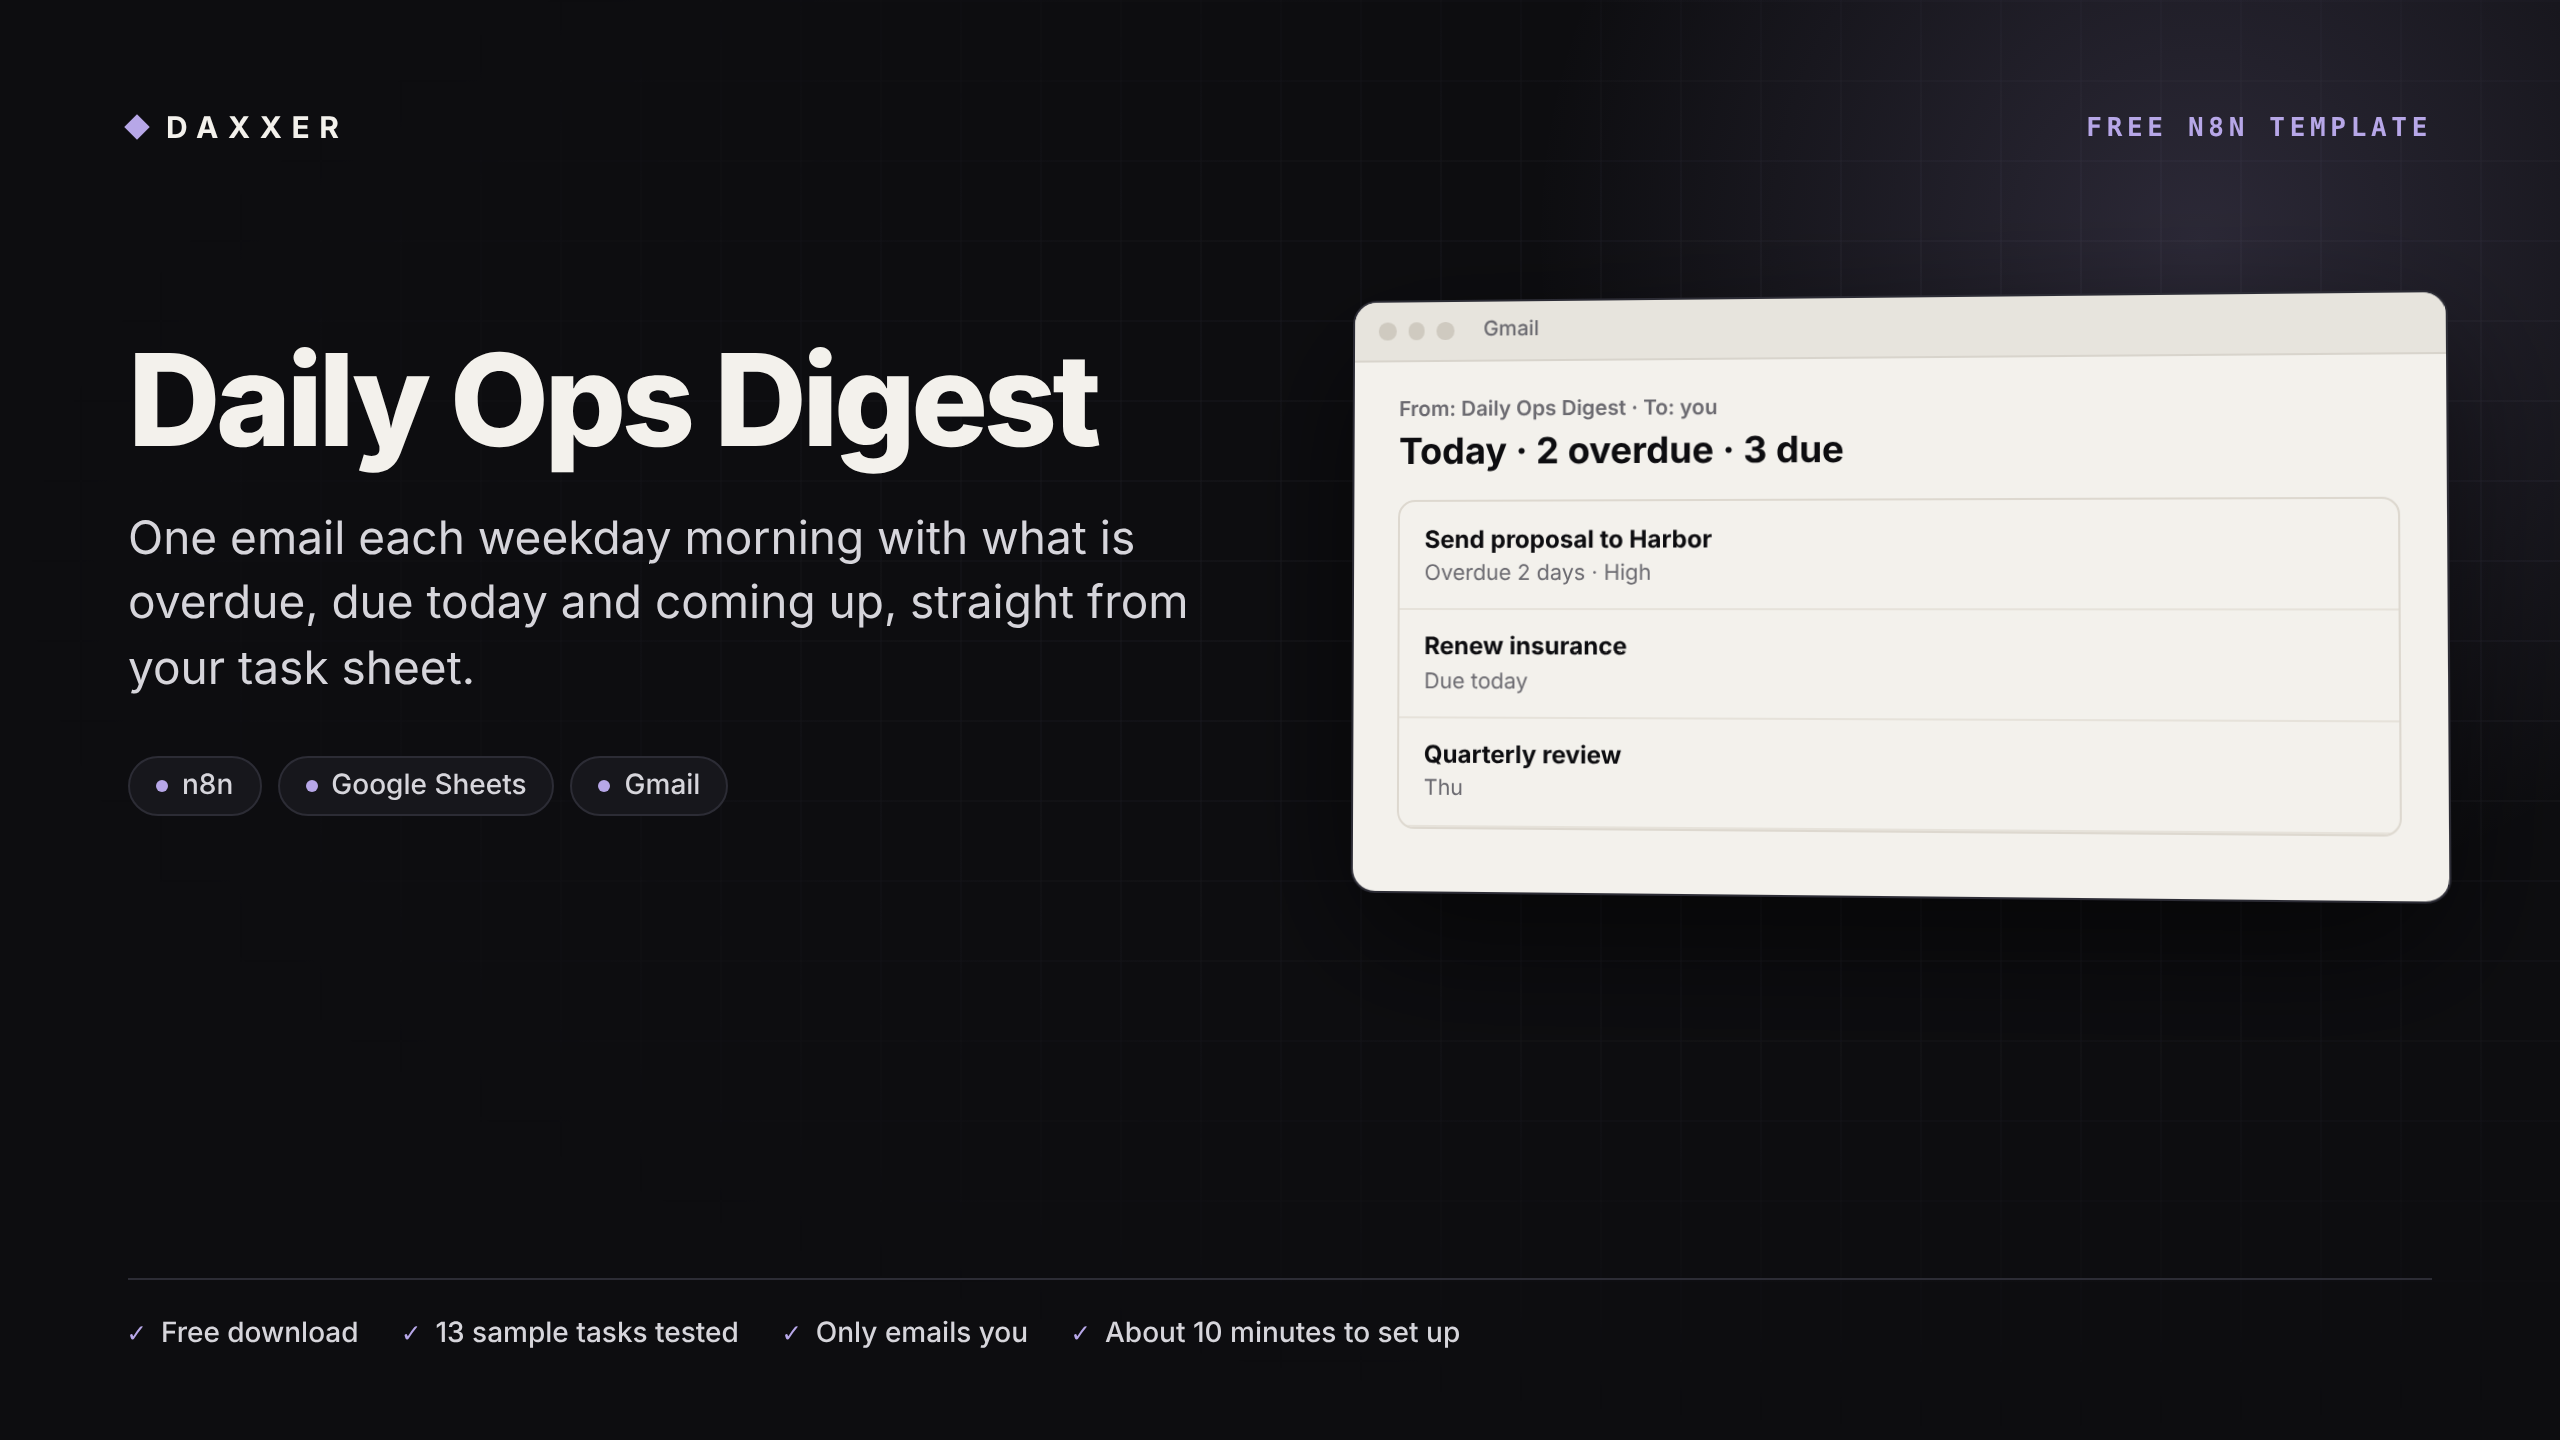 DAXXER
FREE N8N TEMPLATE
Daily Ops Digest
One email each weekday morning with what is
overdue, due today and coming up, straight from
your task sheet.
n8n
Google Sheets
Gmail
Gmail
From: Daily Ops Digest · To: you
Today · 2 overdue · 3 due
Send proposal to Harbor
Overdue 2 days · High
Renew insurance
Due today
Quarterly review
Thu
✓ Free download
✓ 13 sample tasks tested
✓ Only emails you
✓ About 10 minutes to set up